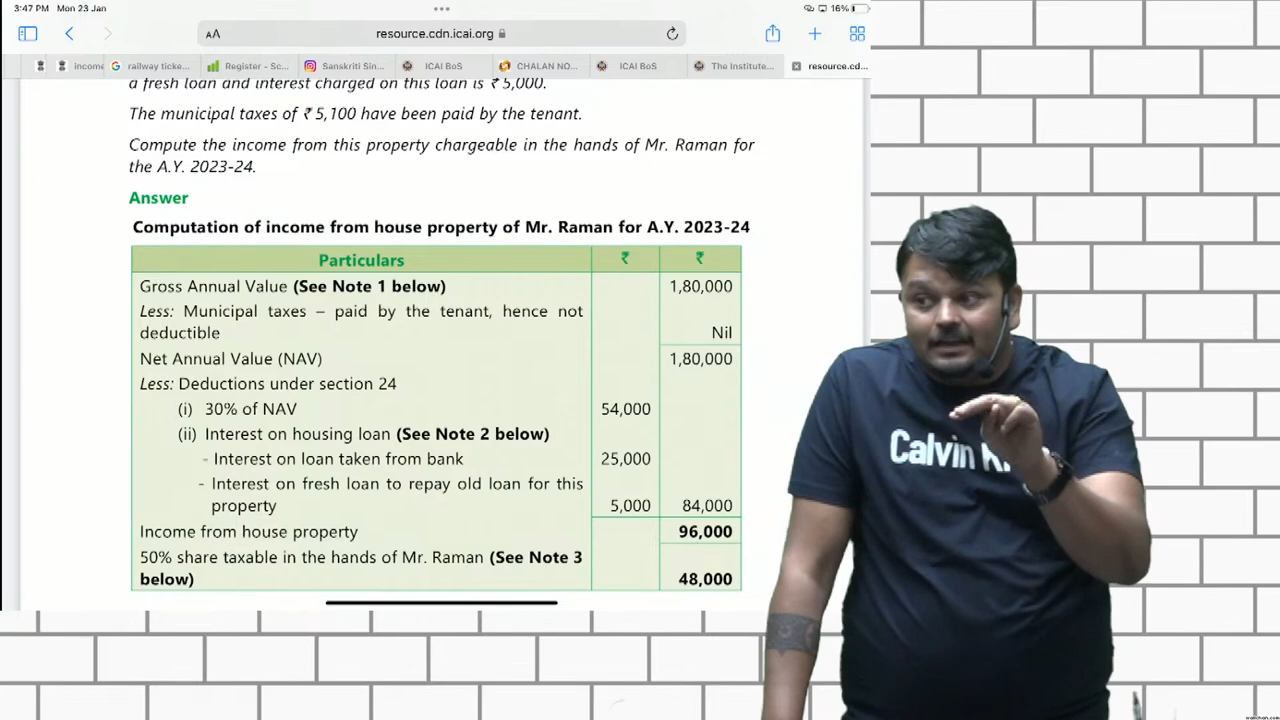 3:47 PM Mon 23 Jan
16%
AA
resource.cdn.icai.org
income
railway ticke...
Register - Sc...
Sanskriti Sin...
ICAI BoS
CHALAN NO...
ICAI BoS
The Institute...
resource.cd...
a fresh loan and interest charged on this loan is ₹ 5,000.
The municipal taxes of ₹ 5,100 have been paid by the tenant.
Compute the income from this property chargeable in the hands of Mr. Raman for
the A.Y. 2023-24.
Answer
Computation of income from house property of Mr. Raman for A.Y. 2023-24
Particulars ₹ ₹
Gross Annual Value (See Note 1 below) 1,80,000
Less: Municipal taxes – paid by the tenant, hence not
deductible Nil
Net Annual Value (NAV) 1,80,000
Less: Deductions under section 24
(i) 30% of NAV 54,000
(ii) Interest on housing loan (See Note 2 below)
- Interest on loan taken from bank 25,000
- Interest on fresh loan to repay old loan for this
property 5,000 84,000
Income from house property 96,000
50% share taxable in the hands of Mr. Raman (See Note 3
below) 48,000
Calvin